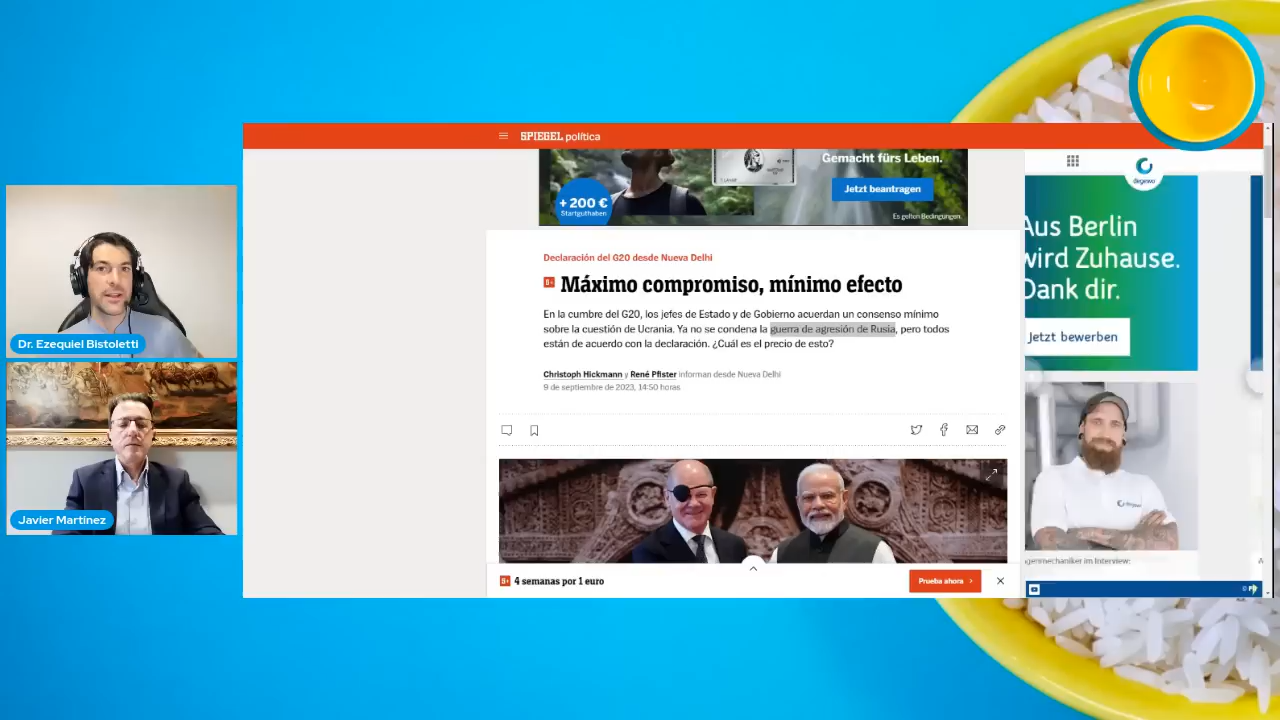 SPIEGEL política
Gemacht fürs Leben.
Jetzt beantragen
+ 200 €
Startguthaben
Es gelten Bedingungen.
Declaración del G20 desde Nueva Delhi
S+ Máximo compromiso, mínimo efecto
En la cumbre del G20, los jefes de Estado y de Gobierno acuerdan un consenso mínimo
sobre la cuestión de Ucrania. Ya no se condena la guerra de agresión de Rusia, pero todos
están de acuerdo con la declaración. ¿Cuál es el precio de esto?
Christoph Hickmann y René Pfister informan desde Nueva Delhi
9 de septiembre de 2023, 14:50 horas
S+ 4 semanas por 1 euro
Prueba ahora
Aus Berlin
wird Zuhause.
Dank dir.
Jetzt bewerben
agenmechaniker im Interview:
Dr. Ezequiel Bistoletti
Javier Martínez